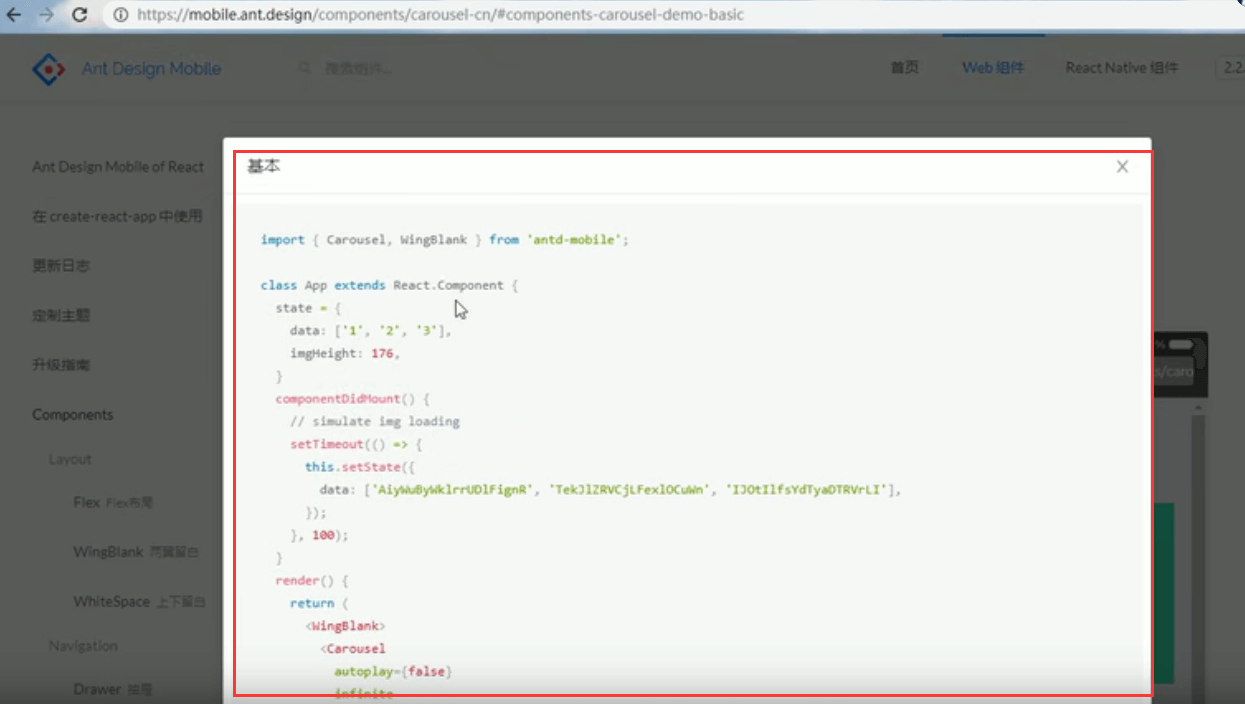 https://mobile.ant.design/components/carousel-cn/#components-carousel-demo-basic
Ant Design Mobile
搜索组件...
首页
Web 组件
React Native 组件
2.2.
Ant Design Mobile of React
在 create-react-app 中使用
更新日志
定制主题
升级指南
Components
Layout
Flex Flex布局
WingBlank 两翼留白
WhiteSpace 上下留白
Navigation
Drawer 抽屉
基本
import { Carousel, WingBlank } from 'antd-mobile';
class App extends React.Component {
state = {
data: ['1', '2', '3'],
imgHeight: 176,
}
componentDidMount() {
// simulate img loading
setTimeout(() => {
this.setState({
data: ['AiyWuByWklrrUDlFignR', 'TekJlZRVCjLFexlOCuWn', 'IJOtIlfsYdTyaDTRVrLI'],
});
}, 100);
}
render() {
return (
<WingBlank>
<Carousel
autoplay={false}
infinite
%
s/caro